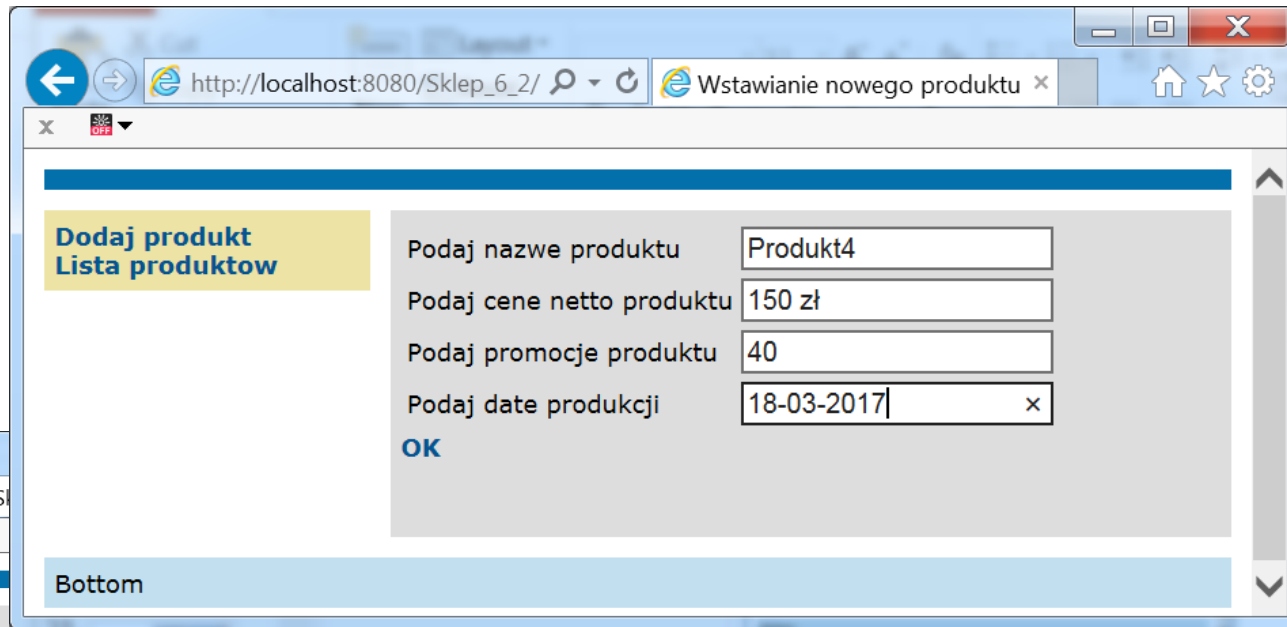 X
http://localhost:8080/Sklep_6_2/
Wstawianie nowego produktu ×
x
OFF
Dodaj produkt
Lista produktow
Podaj nazwe produktu Produkt4
Podaj cene netto produktu 150 zł
Podaj promocje produktu 40
Podaj date produkcji 18-03-2017 ×
OK
Bottom